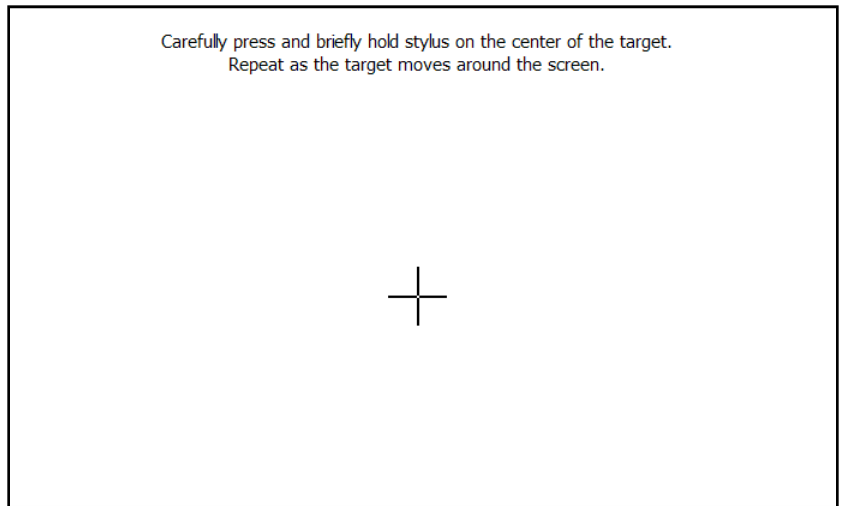 Carefully press and briefly hold stylus on the center of the target.
Repeat as the target moves around the screen.